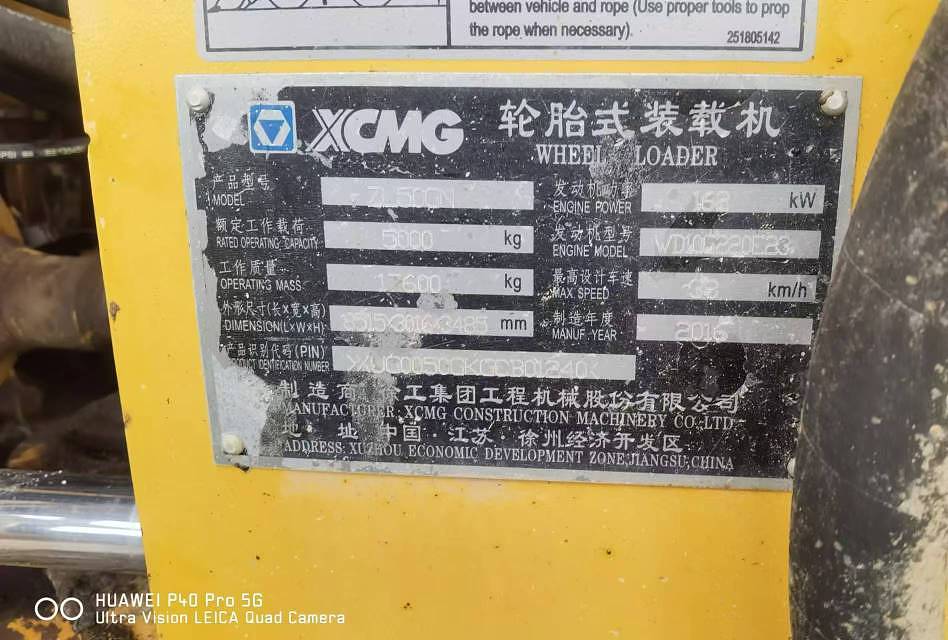 between vehicle and rope (Use proper tools to prop
the rope when necessary).
251805142
XCMG 轮胎式装载机
WHEEL LOADER
产品型号
MODEL
ZL50GN
发动机功率
ENGINE POWER
162 kW
额定工作载荷
RATED OPERATING CAPACITY
5000 kg
发动机型号
ENGINE MODEL
工作质量
OPERATING MASS
17600 kg
最高设计车速
MAX SPEED
km/h
外形尺寸(长×宽×高)
DIMENSION(L×W×H)
mm
制造年度
MANUF. YEAR
2016
产品识别代码(PIN)
IDENTIFICATION NUMBER
制造商 工集团工程机械股份有限公司
MANUFACTURER: XCMG CONSTRUCTION MACHINERY CO.,LTD.
地 址 中国·江苏·徐州经济开发区
ADDRESS: XUZHOU ECONOMIC DEVELOPMENT ZONE,JIANGSU,CHINA
HUAWEI P40 Pro 5G
Ultra Vision LEICA Quad Camera